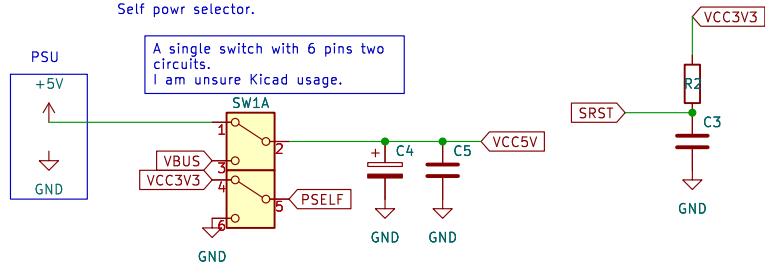 Self powr selector.
VCC3V3
A single switch with 6 pins two
circuits.
I am unsure Kicad usage.
PSU
+5V
R2
SW1A
SRST
C3
1
2
C4
C5
VCC5V
+
VBUS
3
VCC3V3
4
GND
5
PSELF
GND
6
GND
GND
GND